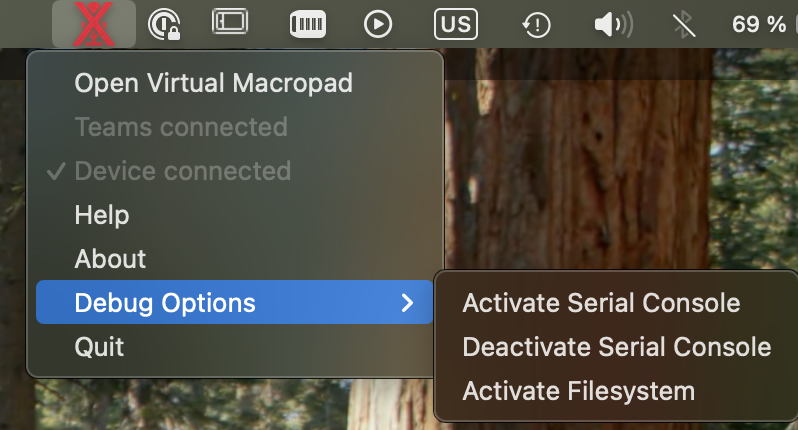 US
69 %
Open Virtual Macropad
Teams connected
✓ Device connected
Help
About
Debug Options >
Quit
Activate Serial Console
Deactivate Serial Console
Activate Filesystem